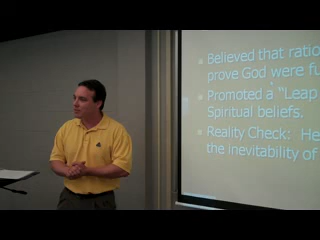 Believed that ratio
prove God were fu
Promoted a "Leap
Spiritual beliefs.
Reality Check: He
the inevitability of